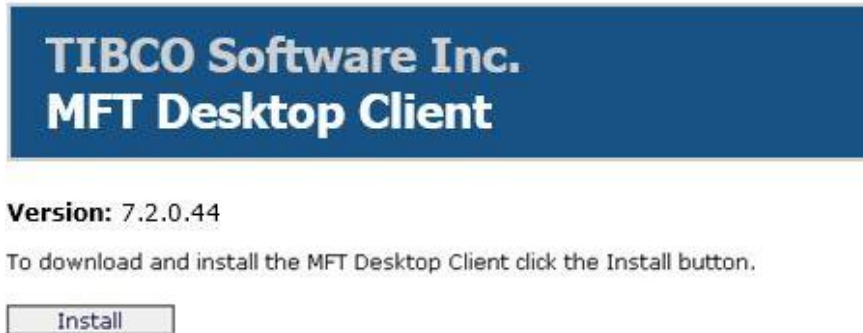 TIBCO Software Inc.
MFT Desktop Client
Version: 7.2.0.44
To download and install the MFT Desktop Client click the Install button.
Install